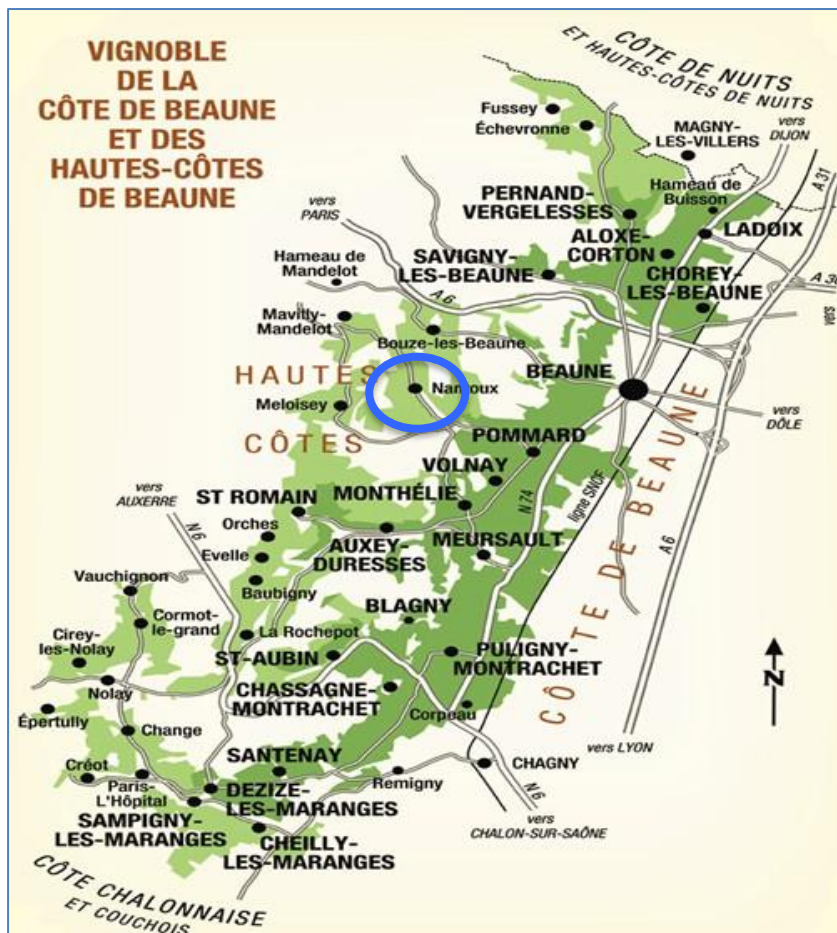 VIGNOBLE
DE LA
CÔTE DE BEAUNE
ET DES
HAUTES-CÔTES
DE BEAUNE
CÔTE DE NUITS
ET HAUTES-CÔTES DE NUITS
vers
DIJON
A 31
Fussey
Échevronne
MAGNY-
LES-VILLERS
Hameau de
Buisson
vers
PARIS
PERNAND-
VERGELESSES
LADOIX
ALOXE-
CORTON
Hameau de
Mandelot
SAVIGNY-
LES-BEAUNE
A 6
CHOREY-
LES-BEAUNE
vers
Mavilly-
Mandelot
Bouze-les-Beaune
BEAUNE
HAUTES
Nantoux
Meloisey
vers
DÔLE
CÔTES
POMMARD
VOLNAY
vers
AUXERRE
N6
ST ROMAIN
MONTHÉLIE
N 74
ligne SNCF
CÔTE DE BEAUNE
A6
Orches
AUXEY-
DURESSES
MEURSAULT
Evelle
Vauchignon
Baubigny
BLAGNY
Cormot-
le-grand
Cirey-
les-Nolay
La Rochepot
ST-AUBIN
PULIGNY-
MONTRACHET
N
Nolay
CHASSAGNE-
MONTRACHET
Corpeau
Épertully
Change
vers LYON
SANTENAY
CHAGNY
Créot
Paris-
L'Hôpital
Remigny
N6
DEZIZE-
LES-MARANGES
SAMPIGNY-
LES-MARANGES
vers
CHALON-SUR-SAÔNE
CHEILLY-
LES-MARANGES
CÔTE CHALONNAISE
ET COUCHOIS